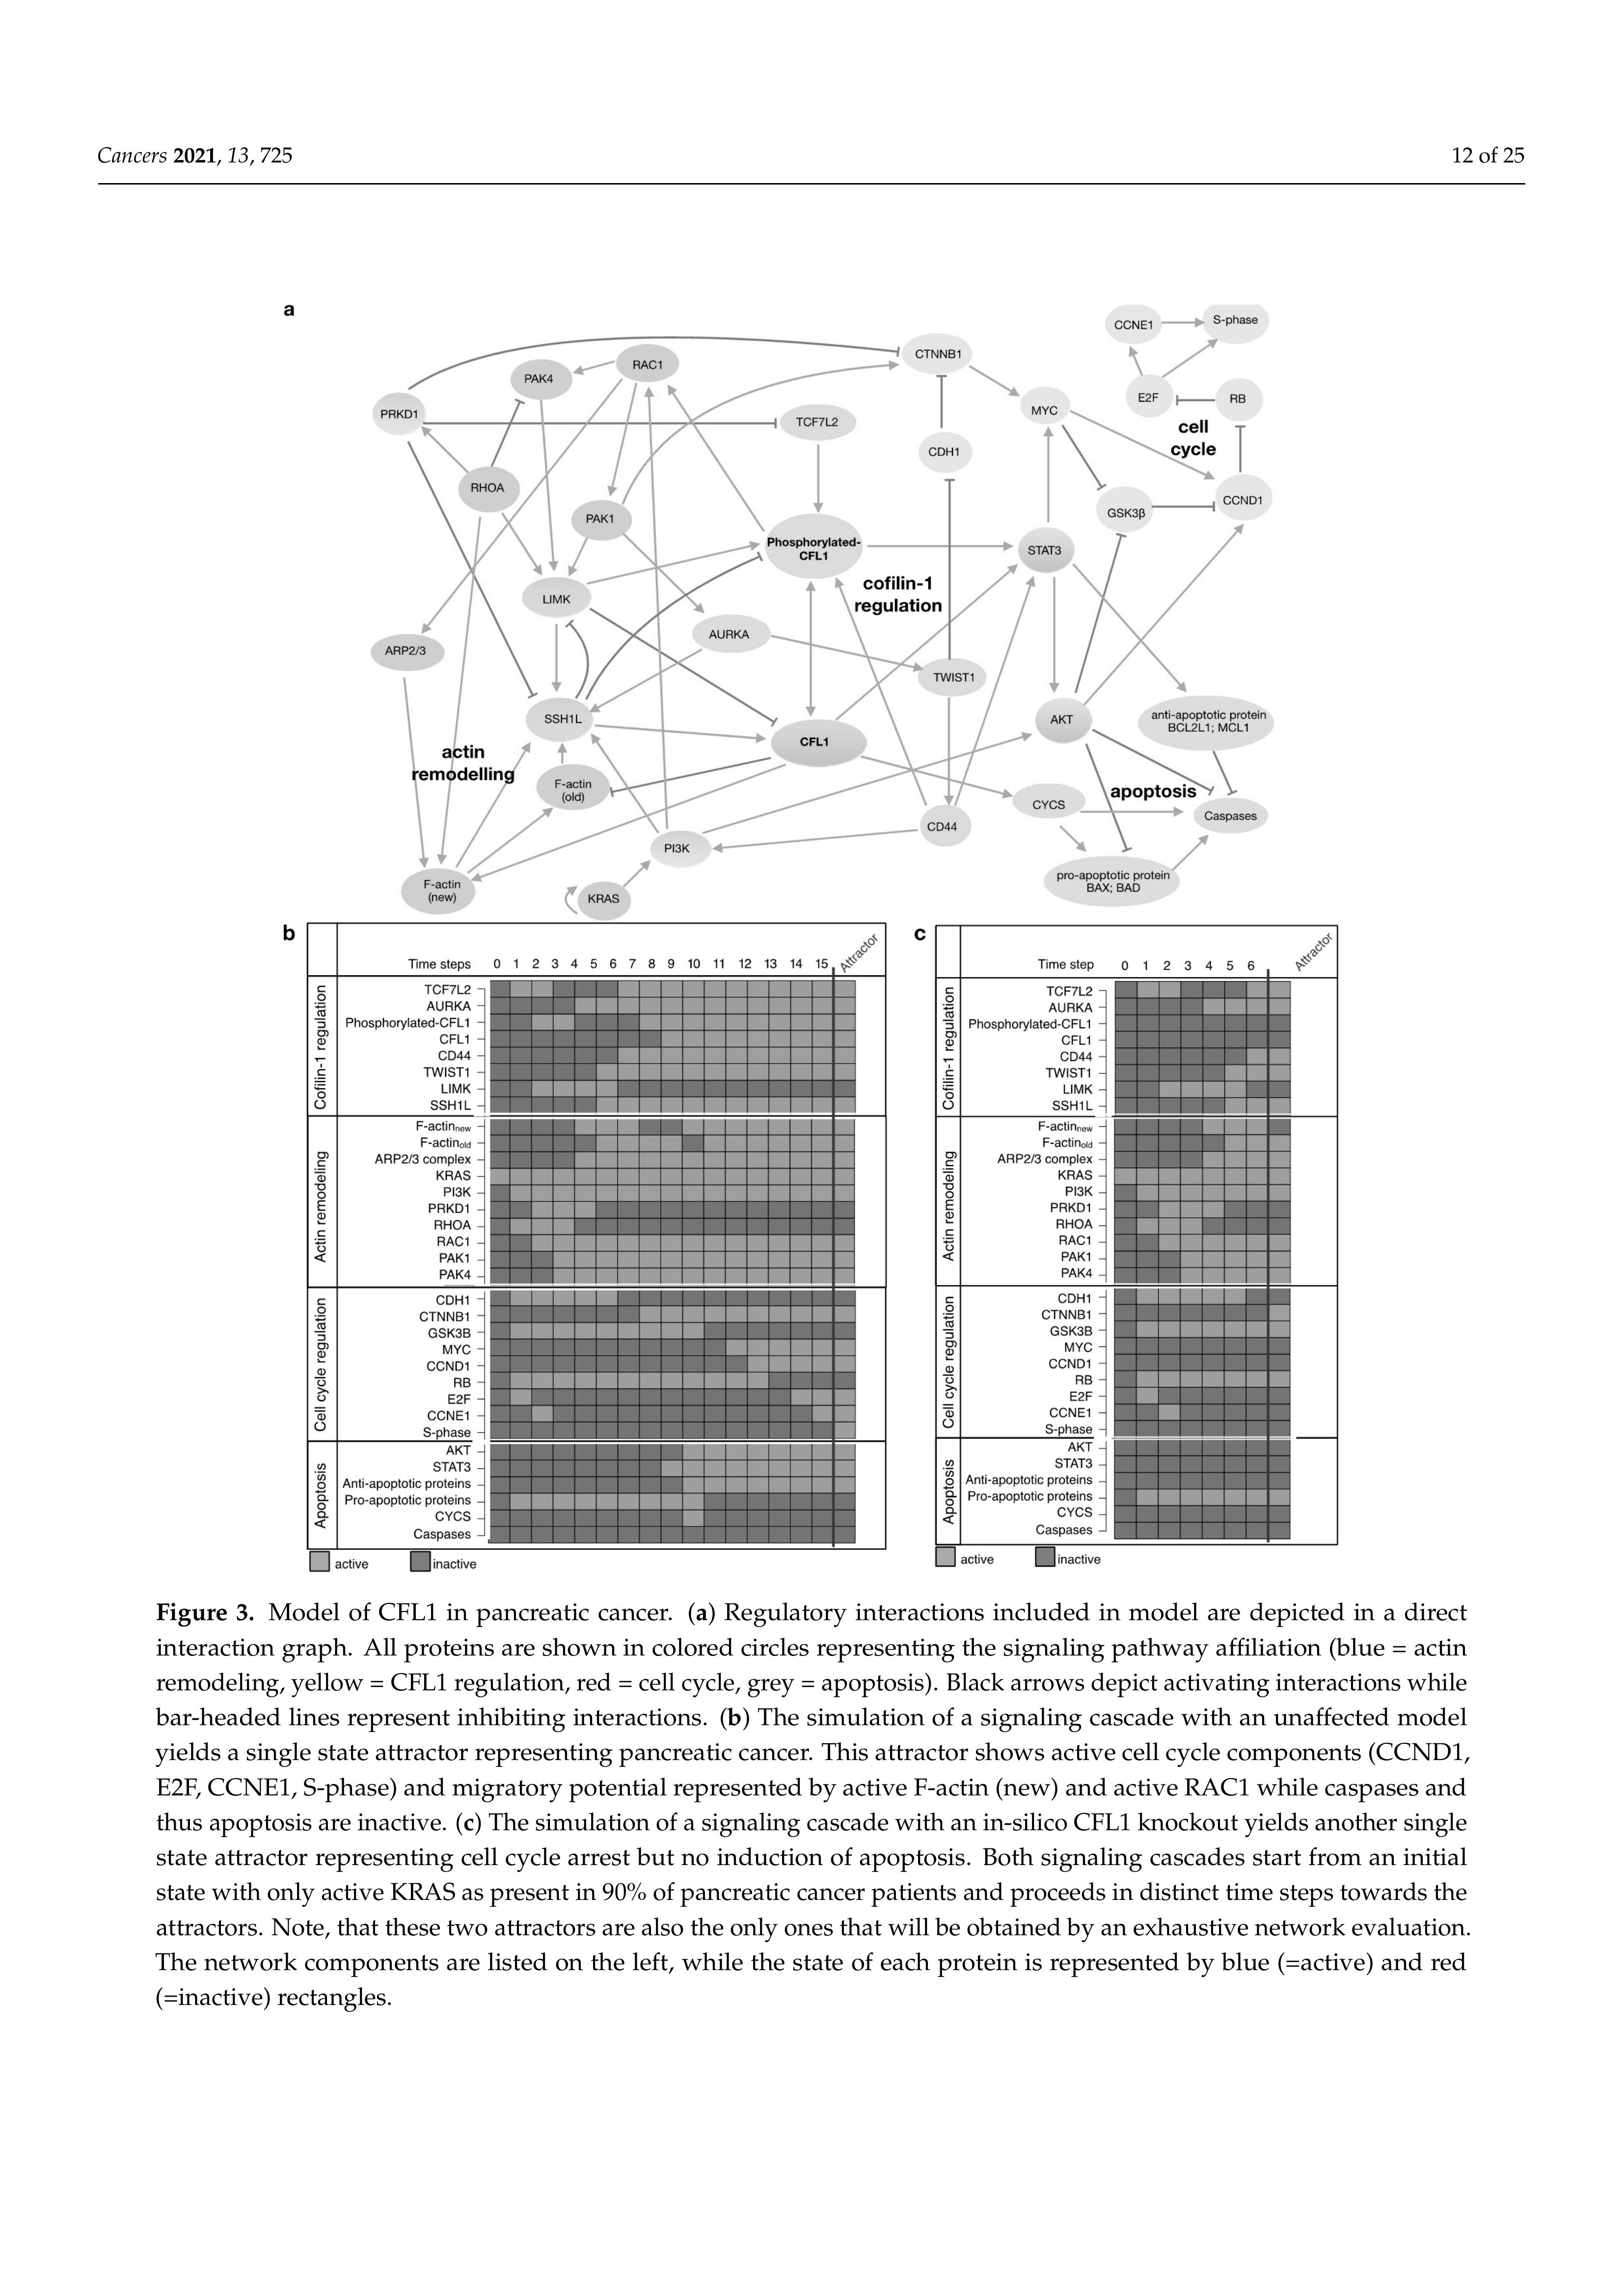 Cancers 2021, 13, 725
12 of 25
a
CCNE1
S-phase
CTNNB1
RAC1
PAK4
E2F
RB
MYC
PRKD1
TCF7L2
cell
cycle
CDH1
RHOA
CCND1
GSK3β
PAK1
Phosphorylated-
CFL1
STAT3
cofilin-1
regulation
LIMK
AURKA
ARP2/3
TWIST1
SSH1L
AKT
anti-apoptotic protein
BCL2L1; MCL1
CFL1
actin
remodelling
F-actin
(old)
apoptosis
CYCS
Caspases
CD44
PI3K
pro-apoptotic protein
BAX; BAD
F-actin
(new)
KRAS
b
Time steps 0 1 2 3 4 5 6 7 8 9 10 11 12 13 14 15 Attractor
Cofilin-1 regulation
TCF7L2
AURKA
Phosphorylated-CFL1
CFL1
CD44
TWIST1
LIMK
SSH1L
Actin remodeling
F-actinnew
F-actinold
ARP2/3 complex
KRAS
PI3K
PRKD1
RHOA
RAC1
PAK1
PAK4
Cell cycle regulation
CDH1
CTNNB1
GSK3B
MYC
CCND1
RB
E2F
CCNE1
S-phase
Apoptosis
AKT
STAT3
Anti-apoptotic proteins
Pro-apoptotic proteins
CYCS
Caspases
active inactive
c
Time step 0 1 2 3 4 5 6 Attractor
Cofilin-1 regulation
TCF7L2
AURKA
Phosphorylated-CFL1
CFL1
CD44
TWIST1
LIMK
SSH1L
Actin remodeling
F-actinnew
F-actinold
ARP2/3 complex
KRAS
PI3K
PRKD1
RHOA
RAC1
PAK1
PAK4
Cell cycle regulation
CDH1
CTNNB1
GSK3B
MYC
CCND1
RB
E2F
CCNE1
S-phase
Apoptosis
AKT
STAT3
Anti-apoptotic proteins
Pro-apoptotic proteins
CYCS
Caspases
active inactive
Figure 3. Model of CFL1 in pancreatic cancer. (a) Regulatory interactions included in model are depicted in a direct
interaction graph. All proteins are shown in colored circles representing the signaling pathway affiliation (blue = actin
remodeling, yellow = CFL1 regulation, red = cell cycle, grey = apoptosis). Black arrows depict activating interactions while
bar-headed lines represent inhibiting interactions. (b) The simulation of a signaling cascade with an unaffected model
yields a single state attractor representing pancreatic cancer. This attractor shows active cell cycle components (CCND1,
E2F, CCNE1, S-phase) and migratory potential represented by active F-actin (new) and active RAC1 while caspases and
thus apoptosis are inactive. (c) The simulation of a signaling cascade with an in-silico CFL1 knockout yields another single
state attractor representing cell cycle arrest but no induction of apoptosis. Both signaling cascades start from an initial
state with only active KRAS as present in 90% of pancreatic cancer patients and proceeds in distinct time steps towards the
attractors. Note, that these two attractors are also the only ones that will be obtained by an exhaustive network evaluation.
The network components are listed on the left, while the state of each protein is represented by blue (=active) and red
(=inactive) rectangles.